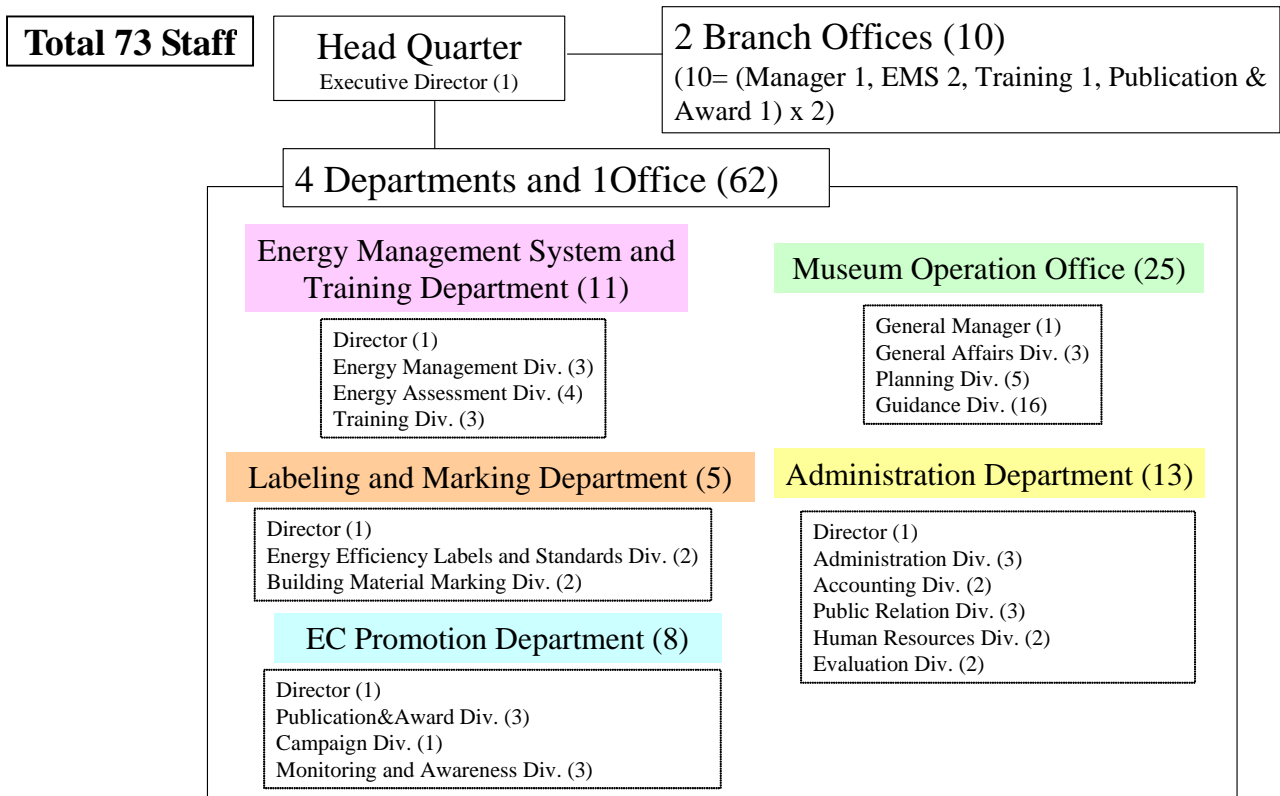 Total 73 Staff
Head Quarter
Executive Director (1)
2 Branch Offices (10)
(10= (Manager 1, EMS 2, Training 1, Publication &
Award 1) x 2)
4 Departments and 1Office (62)
Energy Management System and
Training Department (11)
Director (1)
Energy Management Div. (3)
Energy Assessment Div. (4)
Training Div. (3)
Museum Operation Office (25)
General Manager (1)
General Affairs Div. (3)
Planning Div. (5)
Guidance Div. (16)
Labeling and Marking Department (5)
Director (1)
Energy Efficiency Labels and Standards Div. (2)
Building Material Marking Div. (2)
Administration Department (13)
Director (1)
Administration Div. (3)
Accounting Div. (2)
Public Relation Div. (3)
Human Resources Div. (2)
Evaluation Div. (2)
EC Promotion Department (8)
Director (1)
Publication&Award Div. (3)
Campaign Div. (1)
Monitoring and Awareness Div. (3)